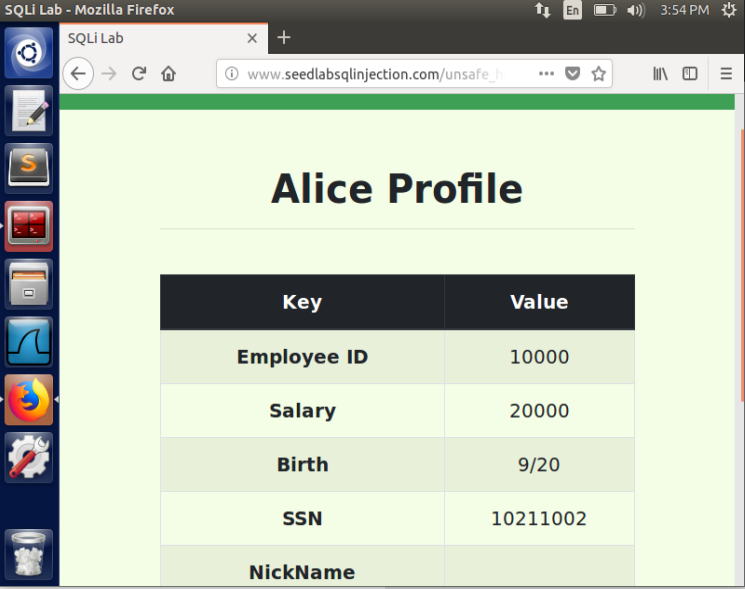 SQLi Lab - Mozilla Firefox
En
3:54 PM
SQLi Lab
www.seedlabsqlinjection.com/unsafe_h
Alice Profile
Key Value
Employee ID 10000
Salary 20000
Birth 9/20
SSN 10211002
NickName